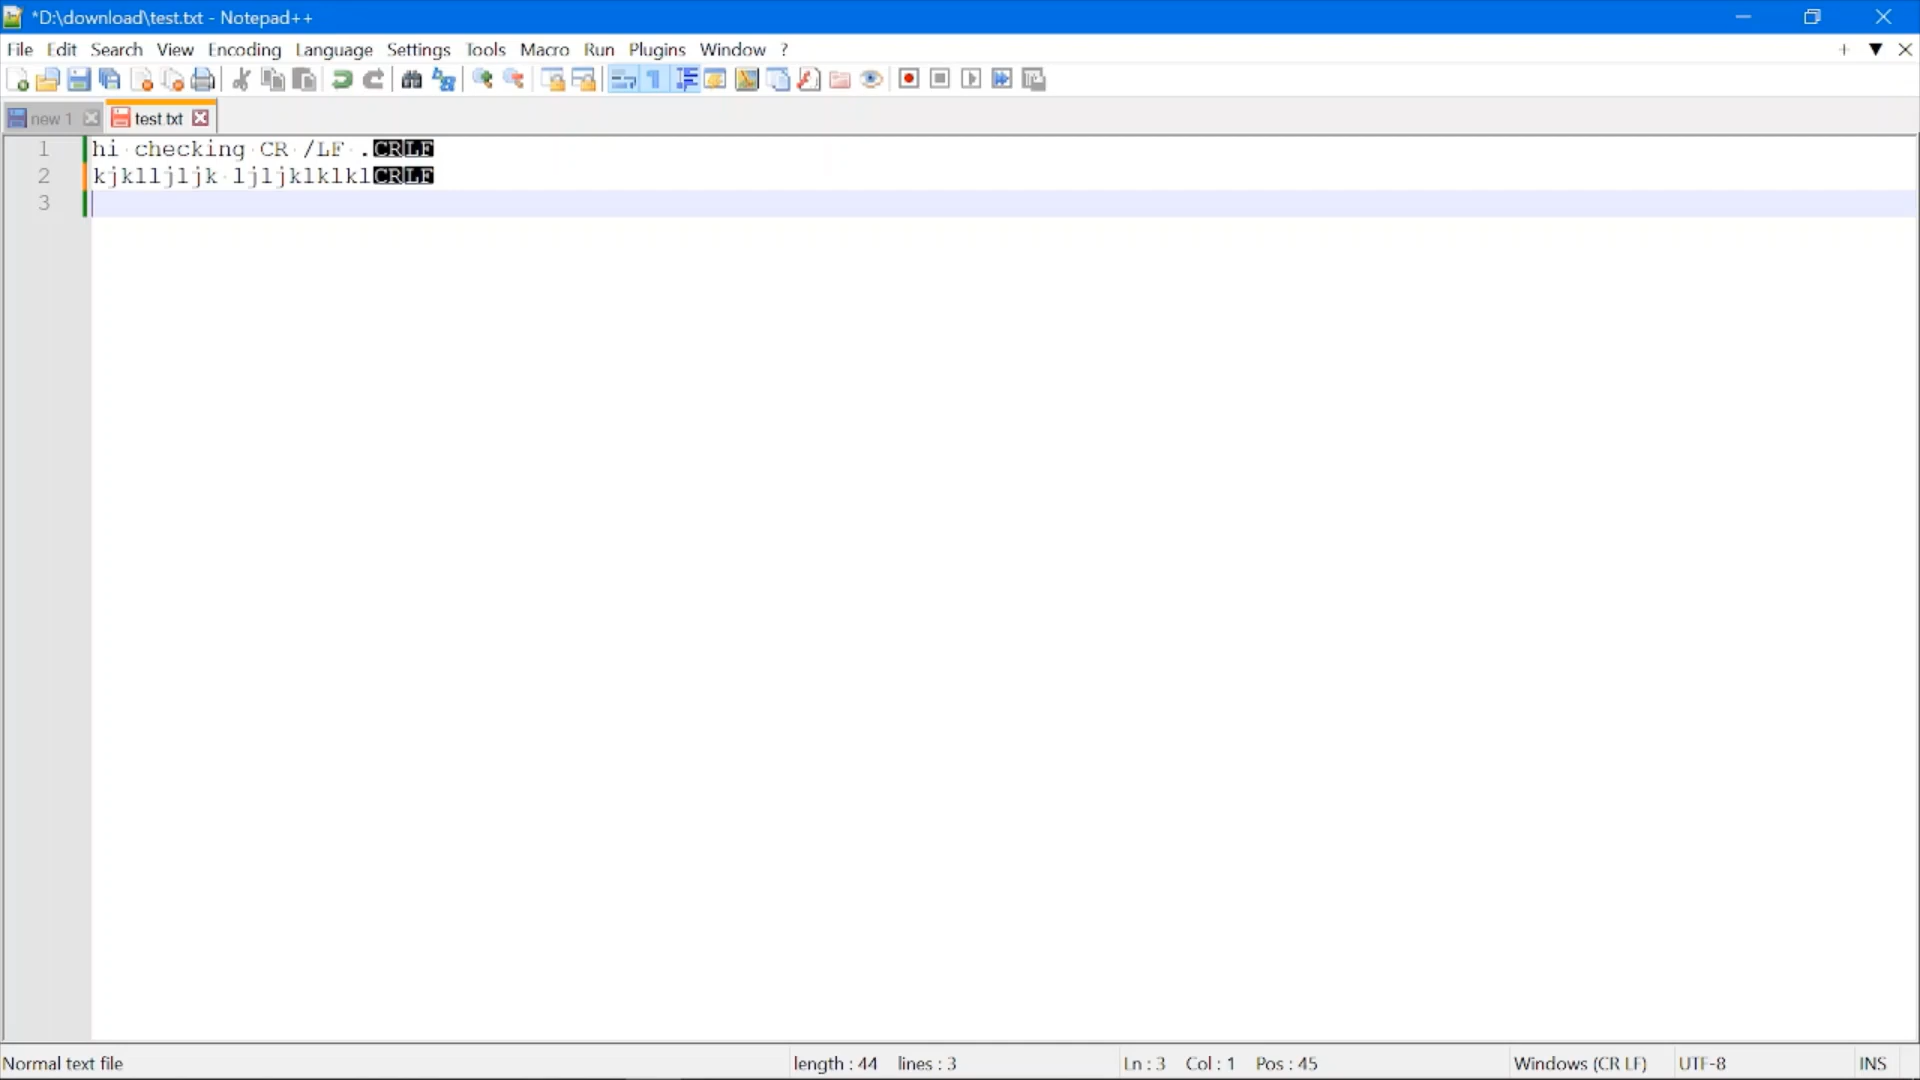 *D:\download\test.txt - Notepad++
File Edit Search View Encoding Language Settings Tools Macro Run Plugins Window ?
new 1 test.txt
1 hi checking CR /LF .CRLF
2 kjklljljk ljljklklklCRLF
3
Normal text file length : 44 lines : 3 Ln : 3 Col : 1 Pos : 45 Windows (CR LF) UTF-8 INS